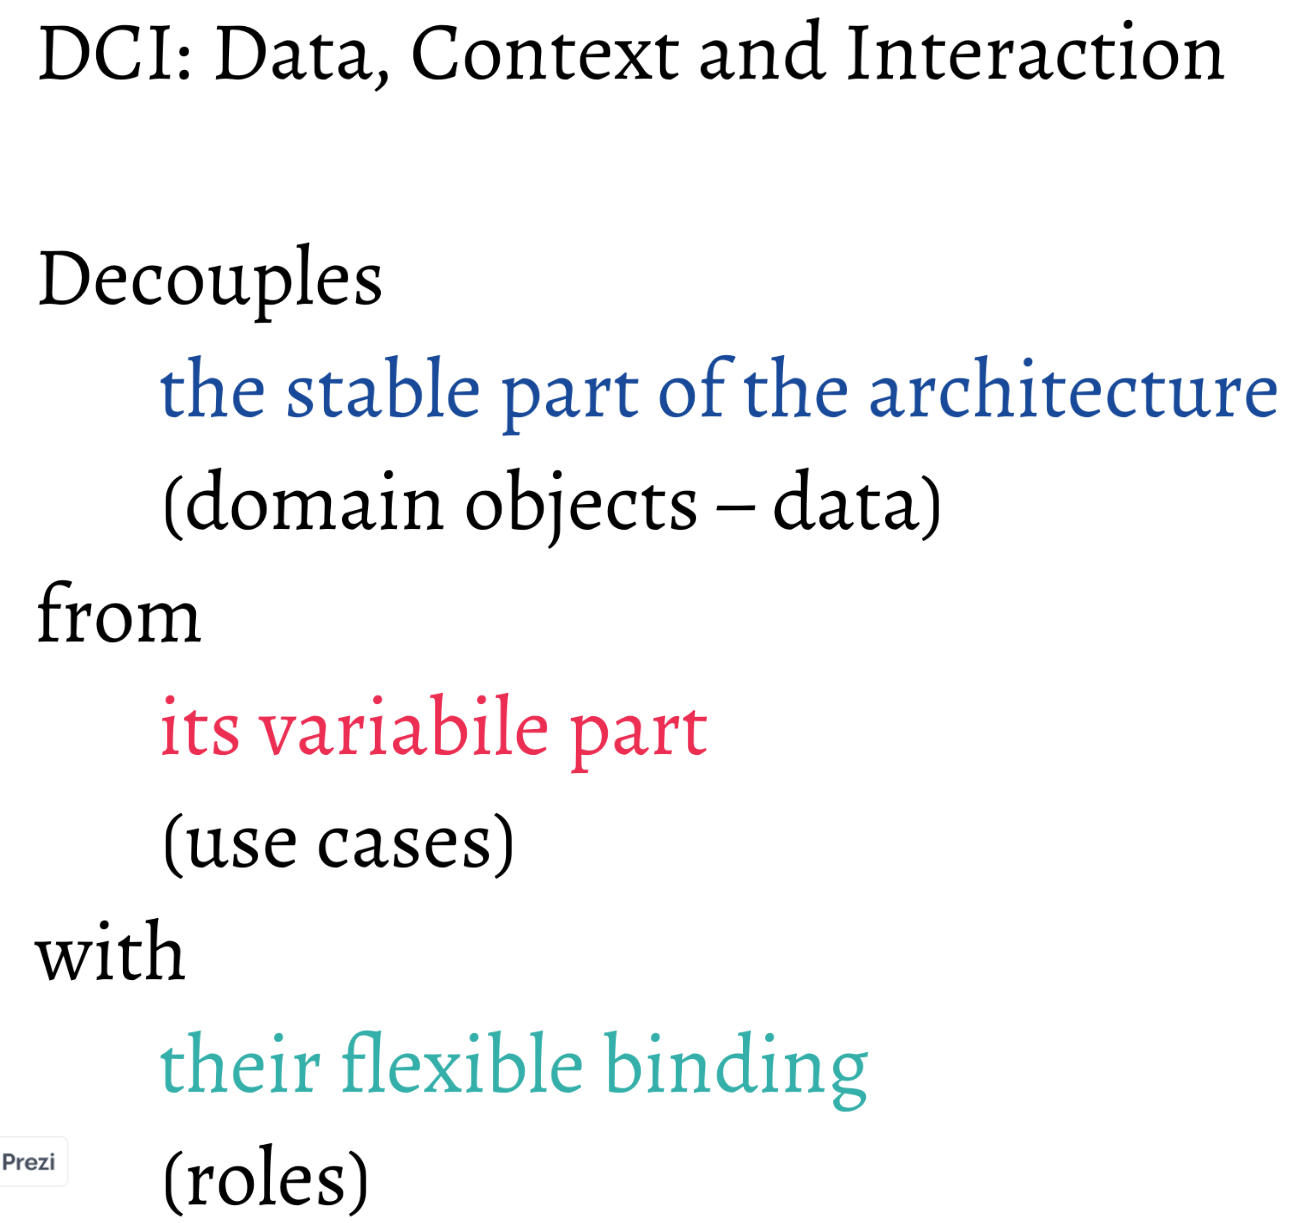 DCI: Data, Context and Interaction
Decouples
the stable part of the architecture
(domain objects – data)
from
its variabile part
(use cases)
with
their flexible binding
(roles)
Prezi